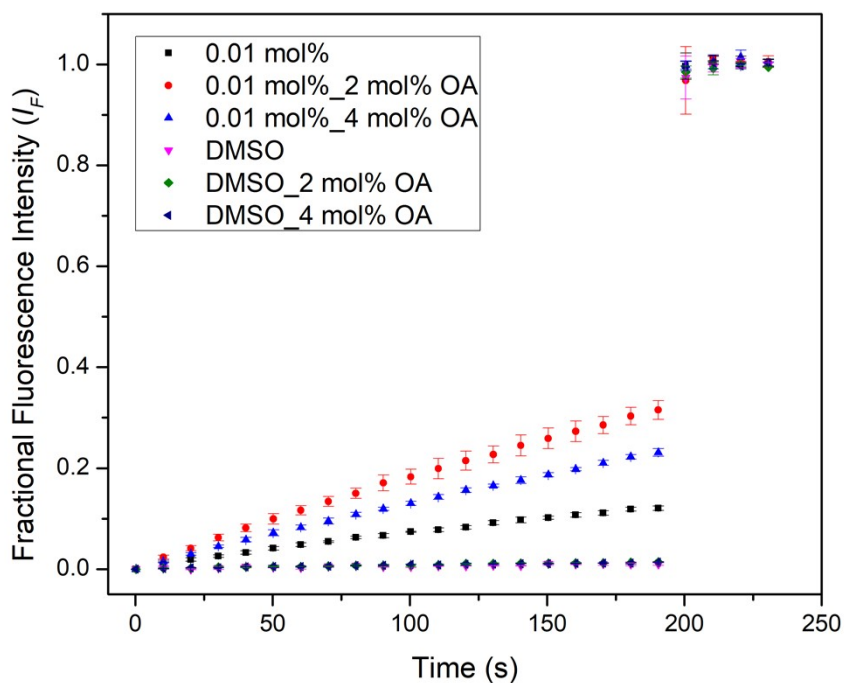 Fractional Fluorescence Intensity (I_F)
1.0
0.8
0.6
0.4
0.2
0.0
0.01 mol%
0.01 mol%_2 mol% OA
0.01 mol%_4 mol% OA
DMSO
DMSO_2 mol% OA
DMSO_4 mol% OA
0 50 100 150 200 250
Time (s)